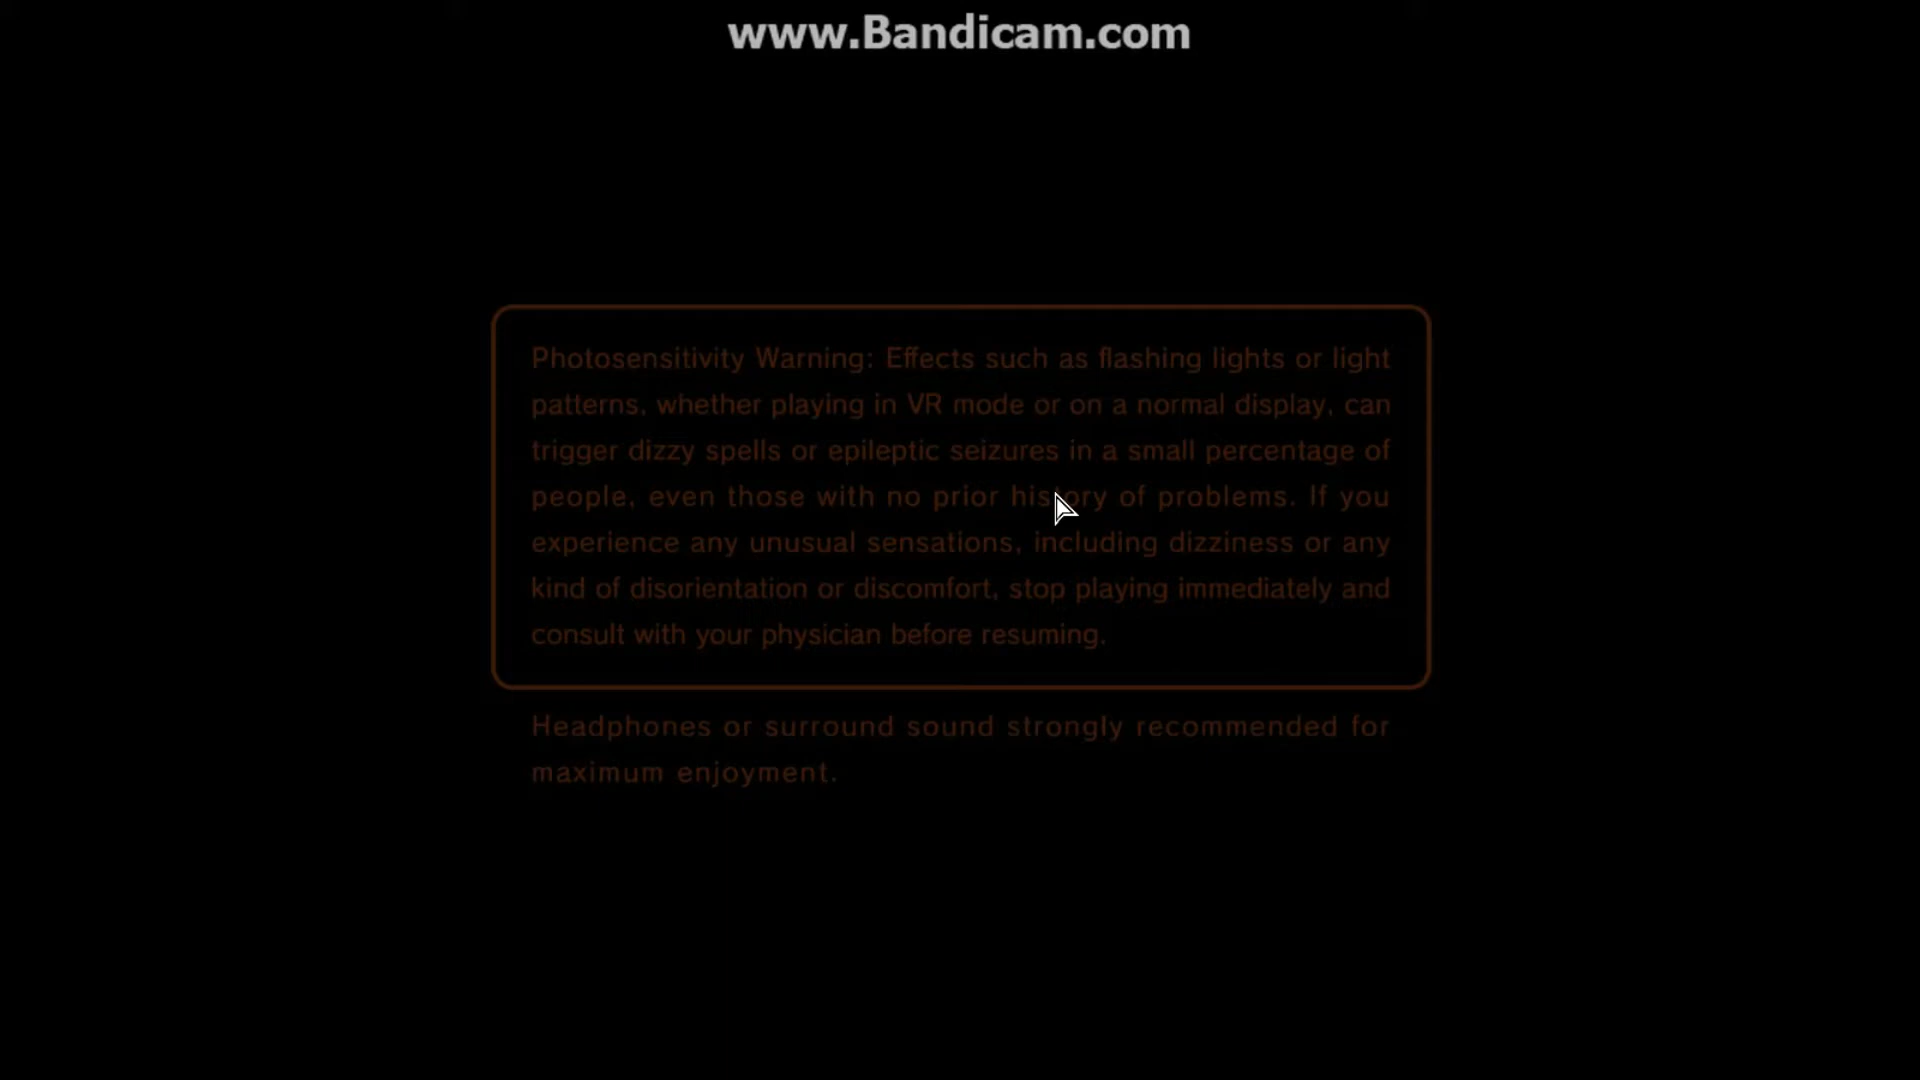 www.Bandicam.com
Photosensitivity Warning: Effects such as flashing lights or light
patterns, whether playing in VR mode or on a normal display, can
trigger dizzy spells or epileptic seizures in a small percentage of
people, even those with no prior history of problems. If you
experience any unusual sensations, including dizziness or any
kind of disorientation or discomfort, stop playing immediately and
consult with your physician before resuming.
Headphones or surround sound strongly recommended for
maximum enjoyment.